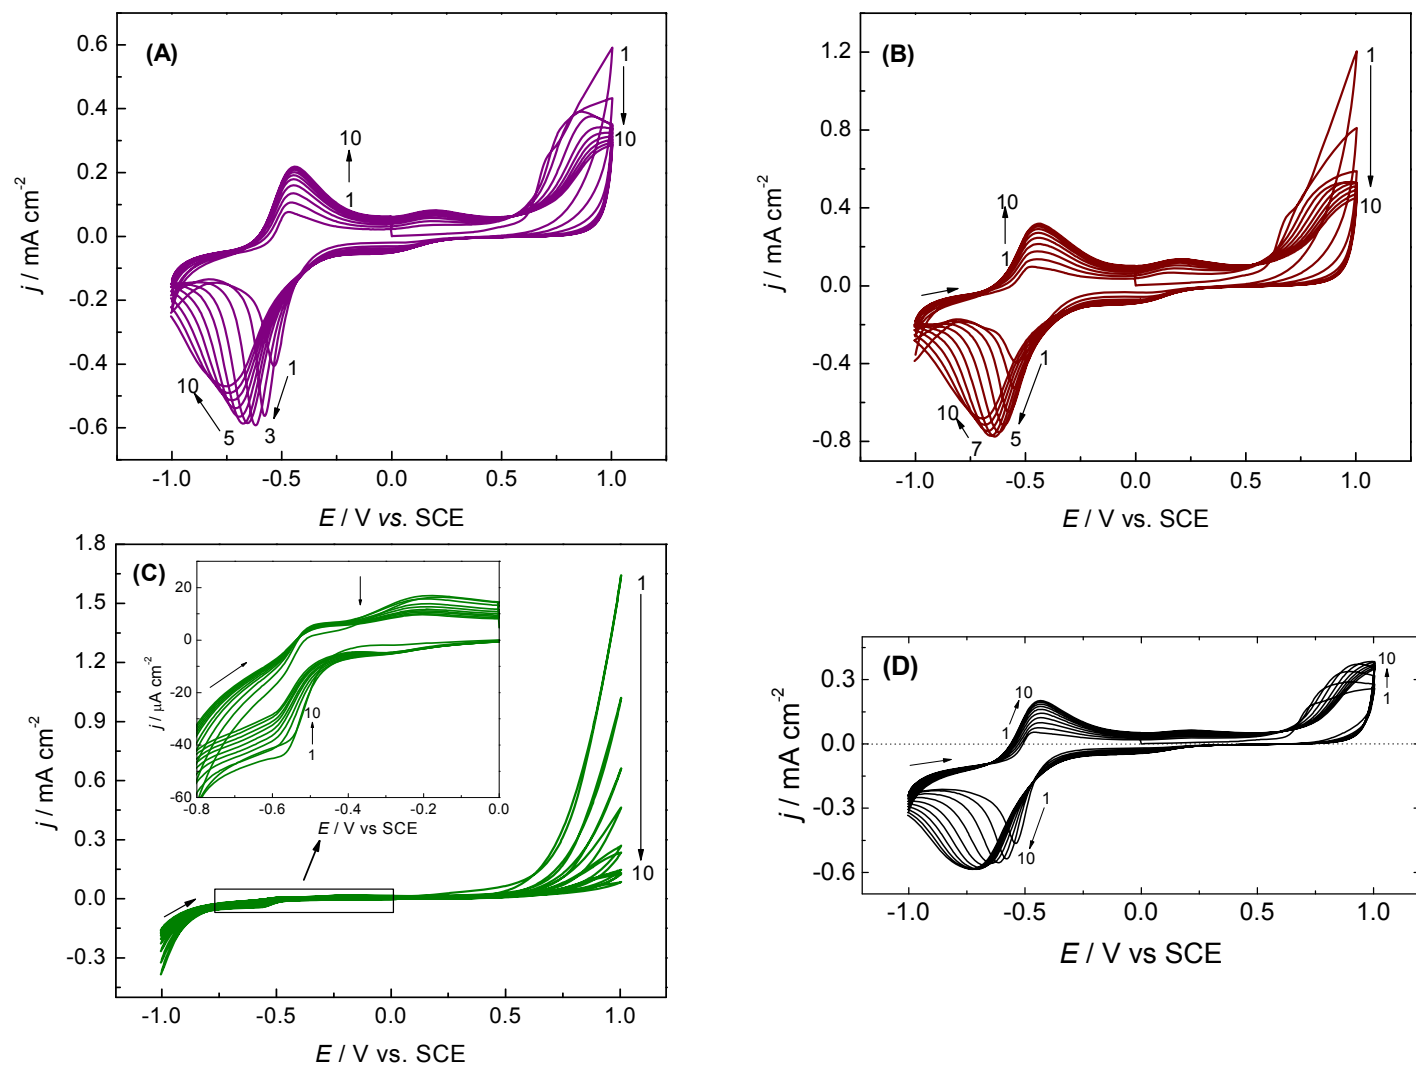 (A)
0.6
0.4
0.2
0.0
-0.2
-0.4
-0.6
j / mA cm-2
1
10
10
1
1
3
5
10
-1.0 -0.5 0.0 0.5 1.0
E / V vs. SCE
(B)
1.2
0.8
0.4
0.0
-0.4
-0.8
j / mA cm-2
1
10
10
1
1
5
7
10
-1.0 -0.5 0.0 0.5 1.0
E / V vs. SCE
(C)
1.8
1.5
1.2
0.9
0.6
0.3
0.0
-0.3
j / mA cm-2
1
10
20
0
-20
-40
-60
j / μA cm-2
10
1
-0.8 -0.6 -0.4 -0.2 0.0
E / V vs SCE
-1.0 -0.5 0.0 0.5 1.0
E / V vs. SCE
(D)
0.3
0.0
-0.3
-0.6
j / mA cm-2
10
1
10
1
1
10
-1.0 -0.5 0.0 0.5 1.0
E / V vs SCE